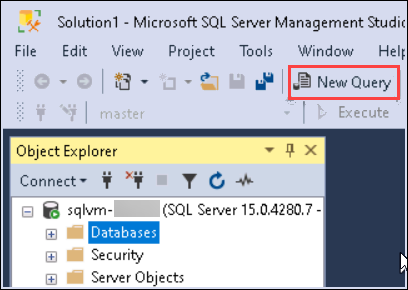 Solution1 - Microsoft SQL Server Management Studio
File Edit View Project Tools Window Help
New Query
master Execute
Object Explorer
Connect
sqlvm- (SQL Server 15.0.4280.7 -
Databases
Security
Server Objects